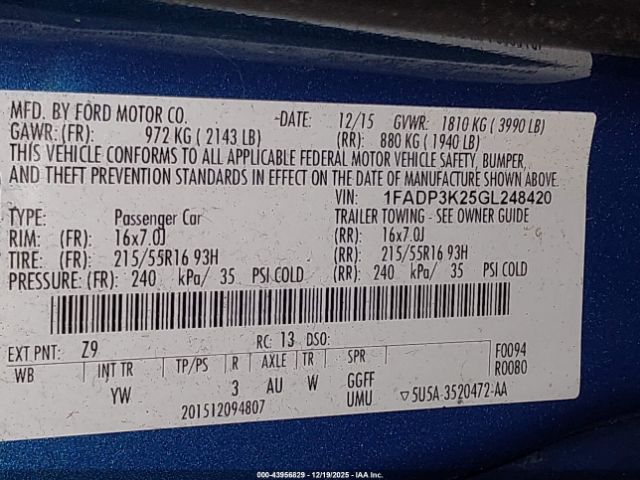 MFD. BY FORD MOTOR CO. DATE: 12/15 GVWR: 1810 KG ( 3990 LB)
GAWR: (FR): 972 KG ( 2143 LB) (RR): 880 KG ( 1940 LB)
THIS VEHICLE CONFORMS TO ALL APPLICABLE FEDERAL MOTOR VEHICLE SAFETY, BUMPER,
AND THEFT PREVENTION STANDARDS IN EFFECT ON THE DATE OF MANUFACTURE SHOWN ABOVE.
VIN: 1FADP3K25GL248420
TYPE: Passenger Car TRAILER TOWING - SEE OWNER GUIDE
RIM: (FR): 16x7.0J (RR): 16x7.0J
TIRE: (FR): 215/55R16 93H (RR): 215/55R16 93H
PRESSURE: (FR): 240 kPa/ 35 PSI COLD (RR): 240 kPa/ 35 PSI COLD
EXT PNT: Z9 RC: 13 DSO:
WB INT TR TP/PS R AXLE TR SPR F0094
YW 3 AU W GGFF R0080
UMU
201512094807 ▽5U5A-3520472-AA
000-43956829 - 12/19/2025 - IAA Inc.